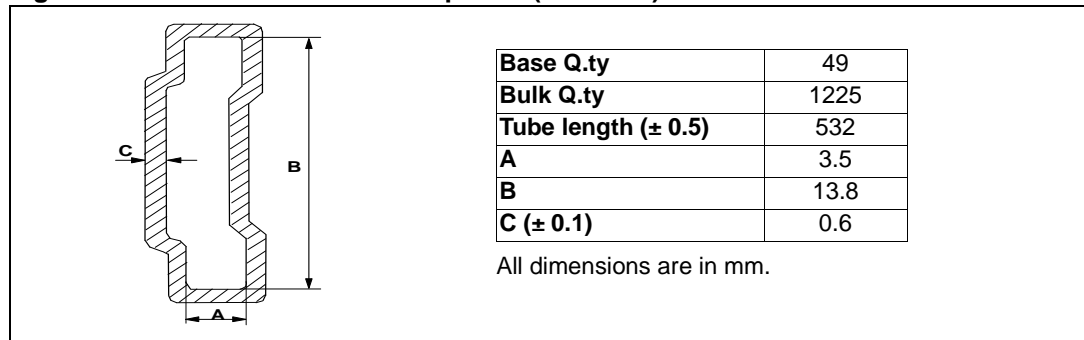 Base Q.ty 49
Bulk Q.ty 1225
Tube length (± 0.5) 532
A 3.5
B 13.8
C (± 0.1) 0.6
All dimensions are in mm.
C
B
A